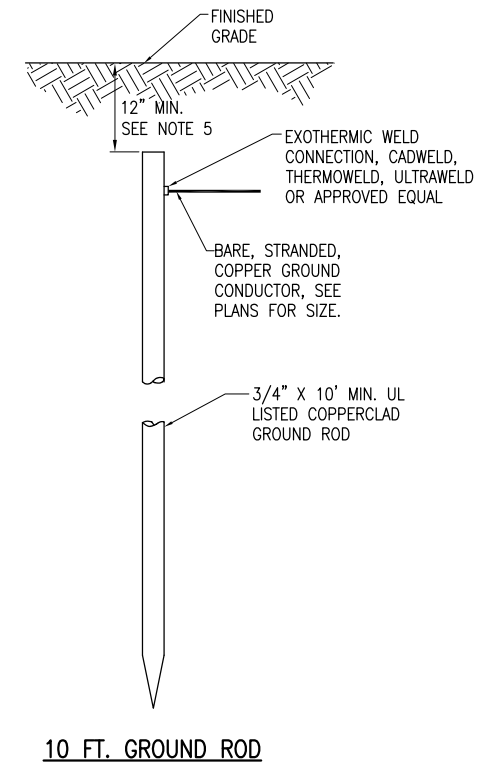 FINISHED
GRADE
12" MIN.
SEE NOTE 5
EXOTHERMIC WELD
CONNECTION, CADWELD,
THERMOWELD, ULTRAWELD
OR APPROVED EQUAL
BARE, STRANDED,
COPPER GROUND
CONDUCTOR, SEE
PLANS FOR SIZE.
3/4" X 10' MIN. UL
LISTED COPPERCLAD
GROUND ROD
10 FT. GROUND ROD